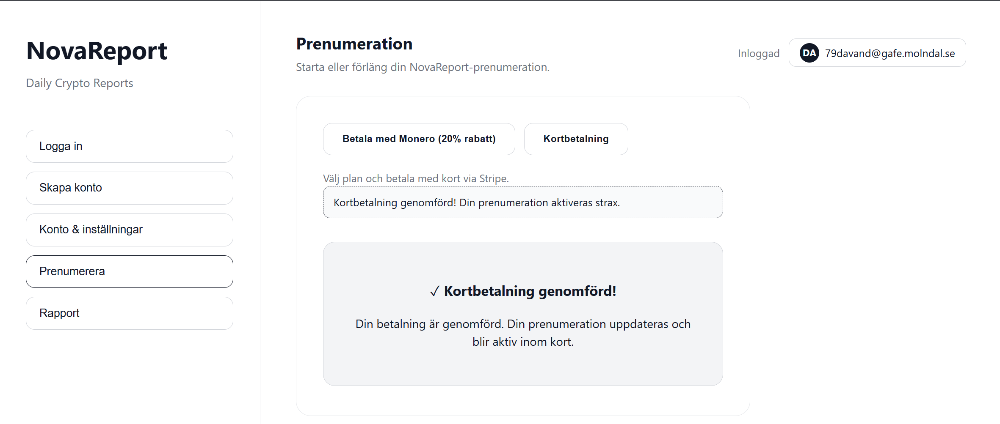 NovaReport
Daily Crypto Reports
Logga in
Skapa konto
Konto & inställningar
Prenumerera
Rapport
Prenumeration
Starta eller förläng din NovaReport-prenumeration.
Inloggad
DA
79davand@gafe.molndal.se
Betala med Monero (20% rabatt)
Kortbetalning
Välj plan och betala med kort via Stripe.
Kortbetalning genomförd! Din prenumeration aktiveras strax.
✓ Kortbetalning genomförd!
Din betalning är genomförd. Din prenumeration uppdateras och
blir aktiv inom kort.